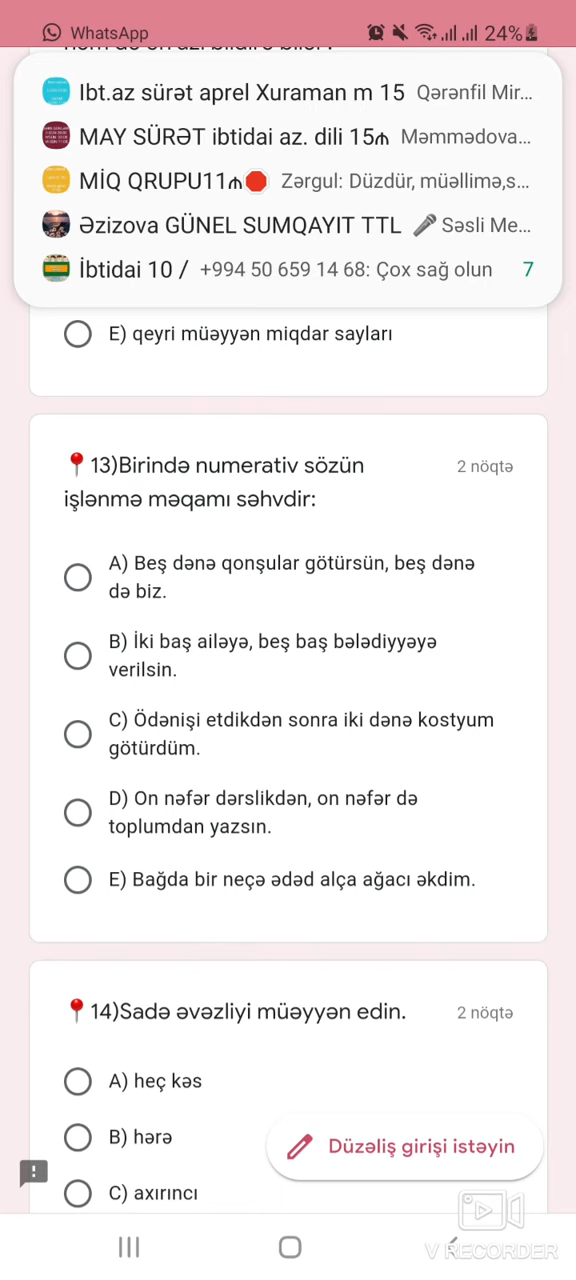 WhatsApp
24%
Ibt.az sürət aprel Xuraman m 15 Qərənfil Mir...
MAY SÜRƏT ibtidai az. dili 15₼ Məmmədova...
MİQ QRUPU11₼🛑 Zərgul: Düzdür, müəllimə,s...
Əzizova GÜNEL SUMQAYIT TTL 🎤 Səsli Me...
İbtidai 10 / +994 50 659 14 68: Çox sağ olun 7
E) qeyri müəyyən miqdar sayları
📍13)Birində numerativ sözün 2 nöqtə
işlənmə məqamı səhvdir:
A) Beş dənə qonşular götürsün, beş dənə
də biz.
B) İki baş ailəyə, beş baş bələdiyyəyə
verilsin.
C) Ödənişi etdikdən sonra iki dənə kostyum
götürdüm.
D) On nəfər dərslikdən, on nəfər də
toplumdan yazsın.
E) Bağda bir neçə ədəd alça ağacı əkdim.
📍14)Sadə əvəzliyi müəyyən edin. 2 nöqtə
A) heç kəs
B) hərə
Düzəliş girişi istəyin
C) axırıncı
V RECORDER